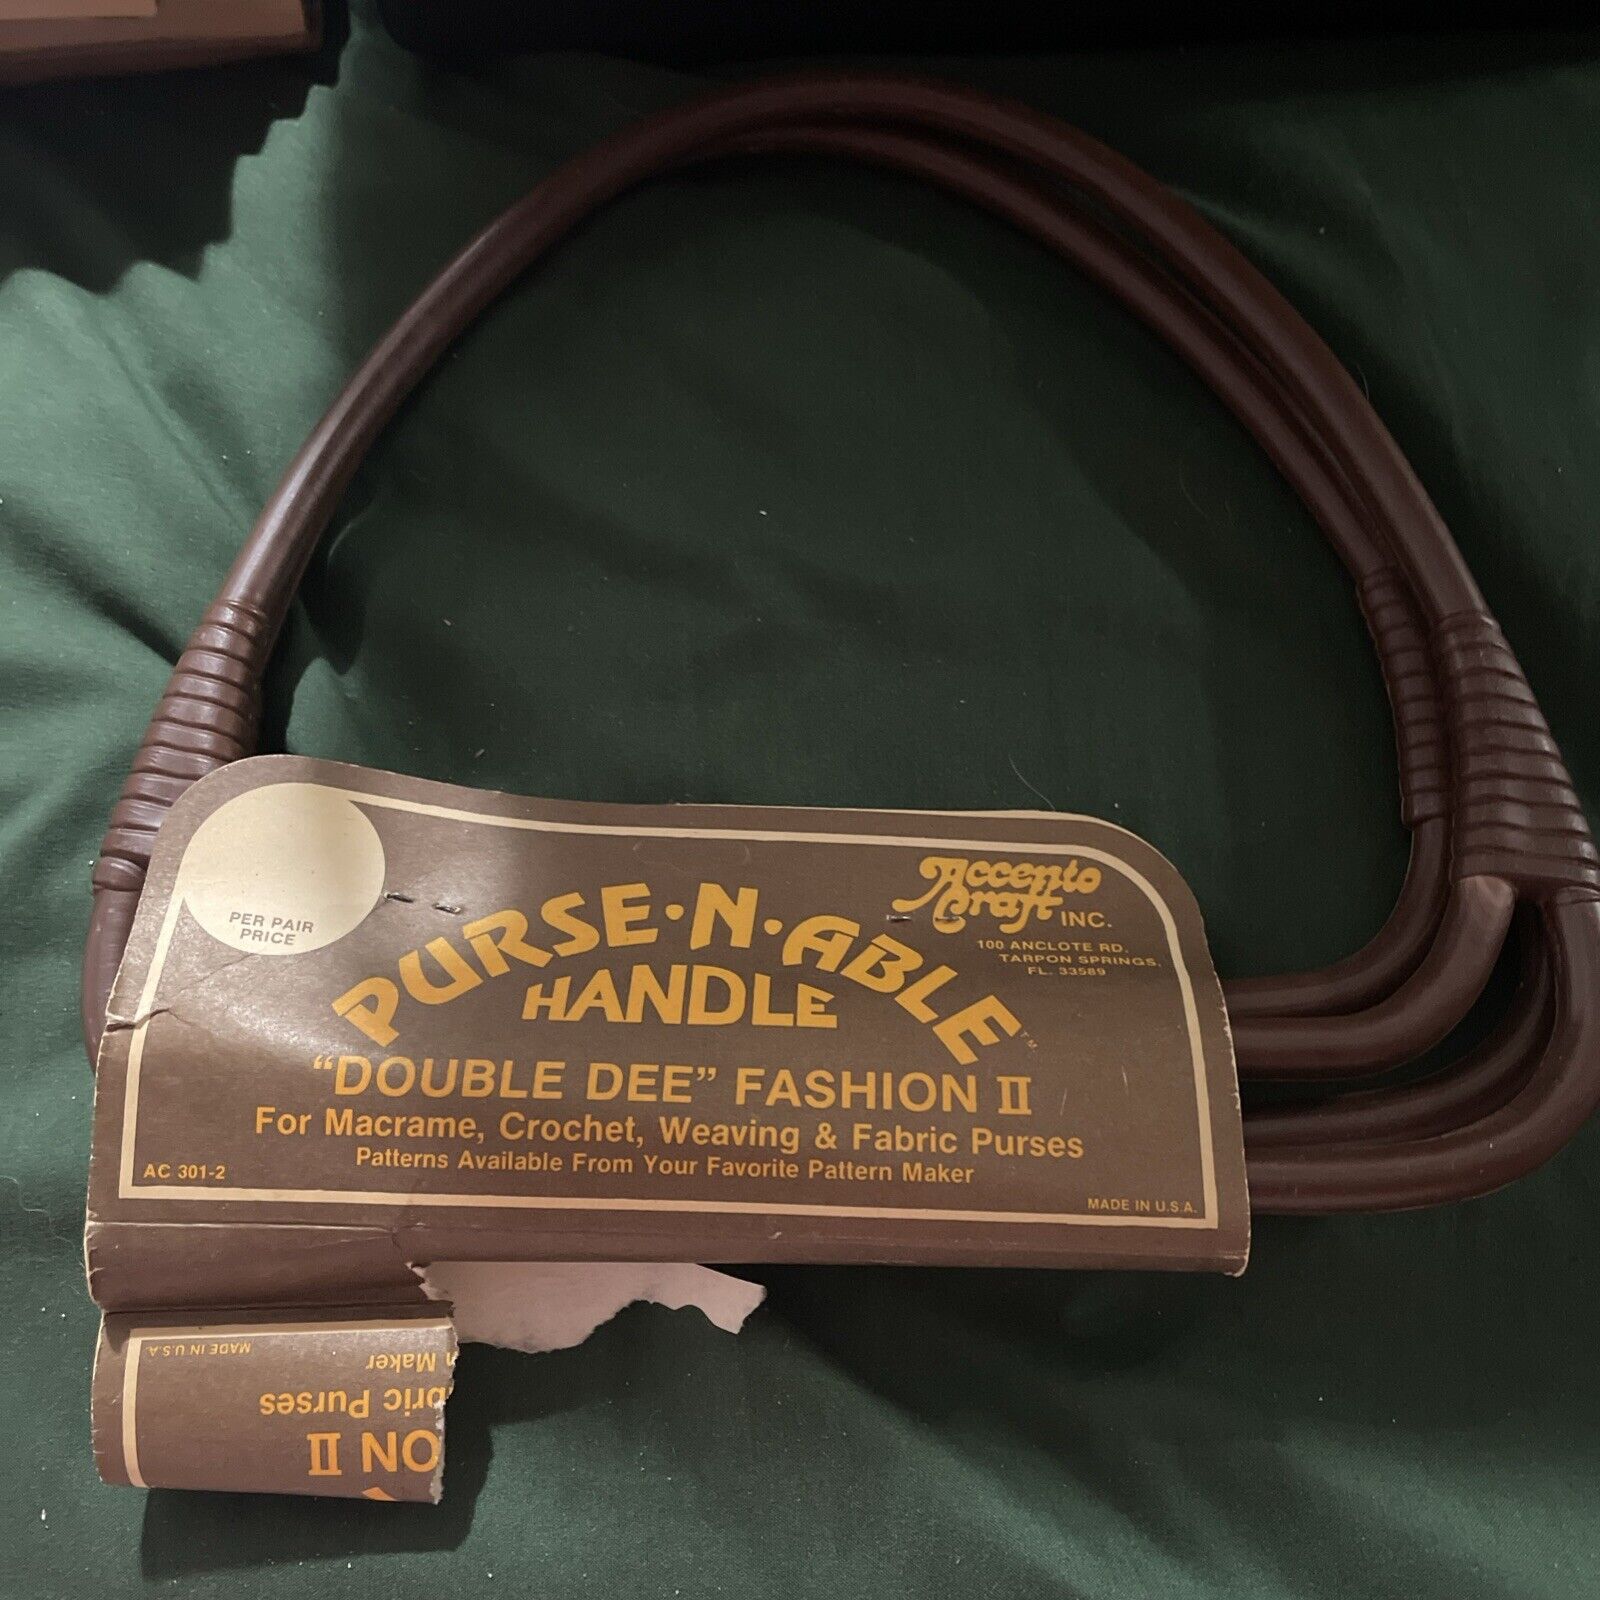 PER PAIR
PRICE
PURSE·N·ABLE™
HANDLE
Accento
Craft INC.
100 ANCLOTE RD.
TARPON SPRINGS,
FL. 33589
"DOUBLE DEE" FASHION II
For Macrame, Crochet, Weaving & Fabric Purses
Patterns Available From Your Favorite Pattern Maker
AC 301-2
MADE IN U.S.A.
MADE IN U.S.A.
Maker
bric Purses
ON II